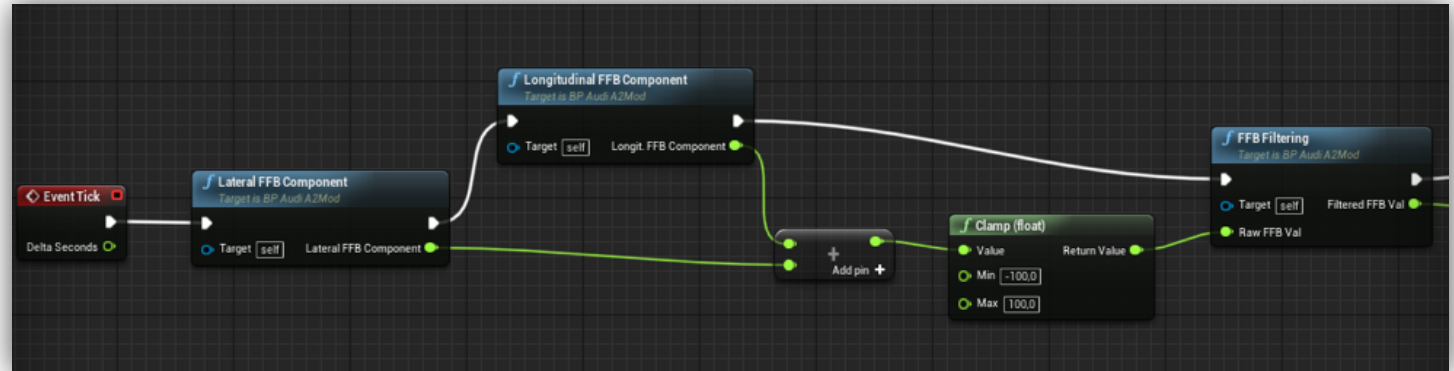 Event Tick
Delta Seconds
Lateral FFB Component
Target is BP Audi A2Mod
Target self
Lateral FFB Component
Longitudinal FFB Component
Target is BP Audi A2Mod
Target self Longit. FFB Component
+
Add pin +
Clamp (float)
Value Return Value
Min -100,0
Max 100,0
FFB Filtering
Target is BP Audi A2Mod
Target self Filtered FFB Val
Raw FFB Val